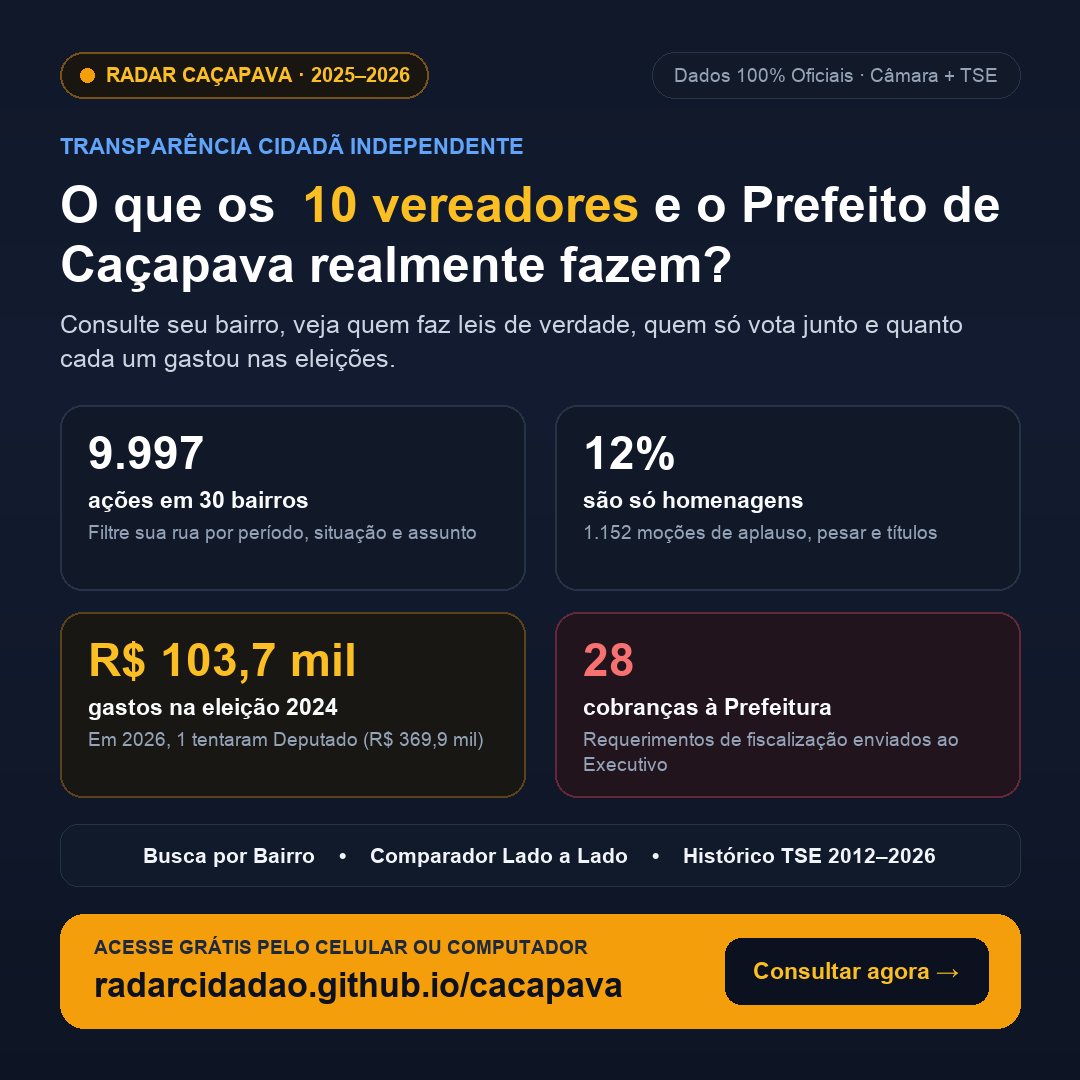 RADAR CAÇAPAVA · 2025–2026
Dados 100% Oficiais · Câmara + TSE
TRANSPARÊNCIA CIDADÃ INDEPENDENTE
O que os 10 vereadores e o Prefeito de
Caçapava realmente fazem?
Consulte seu bairro, veja quem faz leis de verdade, quem só vota junto e quanto
cada um gastou nas eleições.
9.997
ações em 30 bairros
Filtre sua rua por período, situação e assunto
12%
são só homenagens
1.152 moções de aplauso, pesar e títulos
R$ 103,7 mil
gastos na eleição 2024
Em 2026, 1 tentaram Deputado (R$ 369,9 mil)
28
cobranças à Prefeitura
Requerimentos de fiscalização enviados ao
Executivo
Busca por Bairro • Comparador Lado a Lado • Histórico TSE 2012–2026
ACESSE GRÁTIS PELO CELULAR OU COMPUTADOR
radarcidadao.github.io/cacapava
Consultar agora →